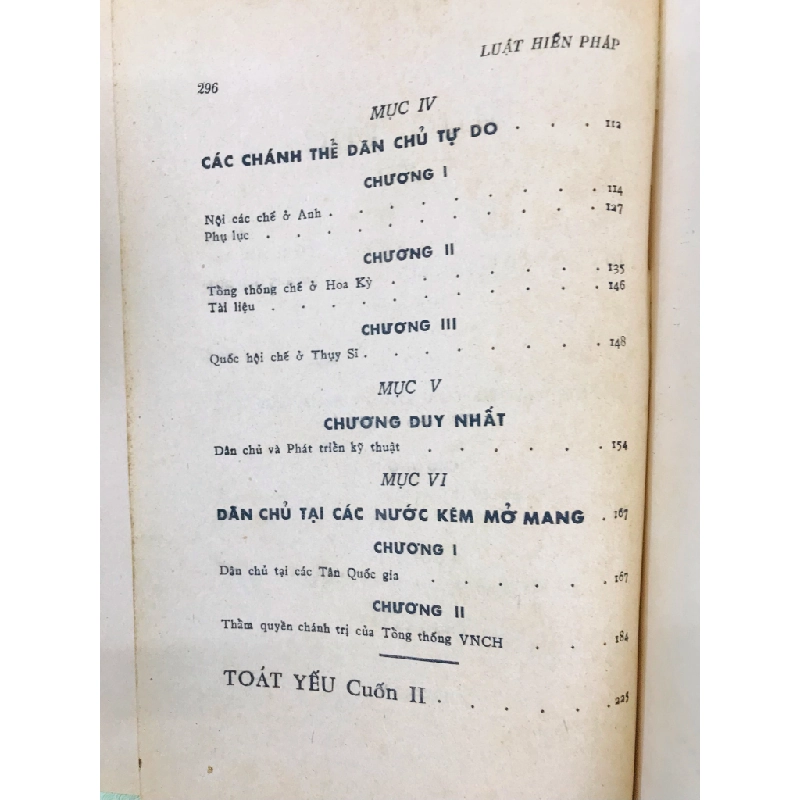 LUẬT HIẾN PHÁP
296
MỤC IV
CÁC CHÁNH THỂ DÂN CHỦ TỰ DO . . . 112
CHƯƠNG I
Nội các chế ở Anh . . . . . . . . 114
Phụ lục . . . . . . . . . . 127
CHƯƠNG II
Tổng thống chế ở Hoa Kỳ . . . . . . . 135
Tài liệu . . . . . . . . . . 146
CHƯƠNG III
Quốc hội chế ở Thụy Sĩ . . . . . . . . 148
MỤC V
CHƯƠNG DUY NHẤT
Dân chủ và Phát triển kỹ thuật . . . . . . 154
MỤC VI
DÂN CHỦ TẠI CÁC NƯỚC KÉM MỞ MANG . 167
CHƯƠNG I
Dân chủ tại các Tân Quốc gia . . . . . . 167
CHƯƠNG II
Thẩm quyền chánh trị của Tổng thống VNCH . . . 184
TOÁT YẾU Cuốn II . . . . . . 225